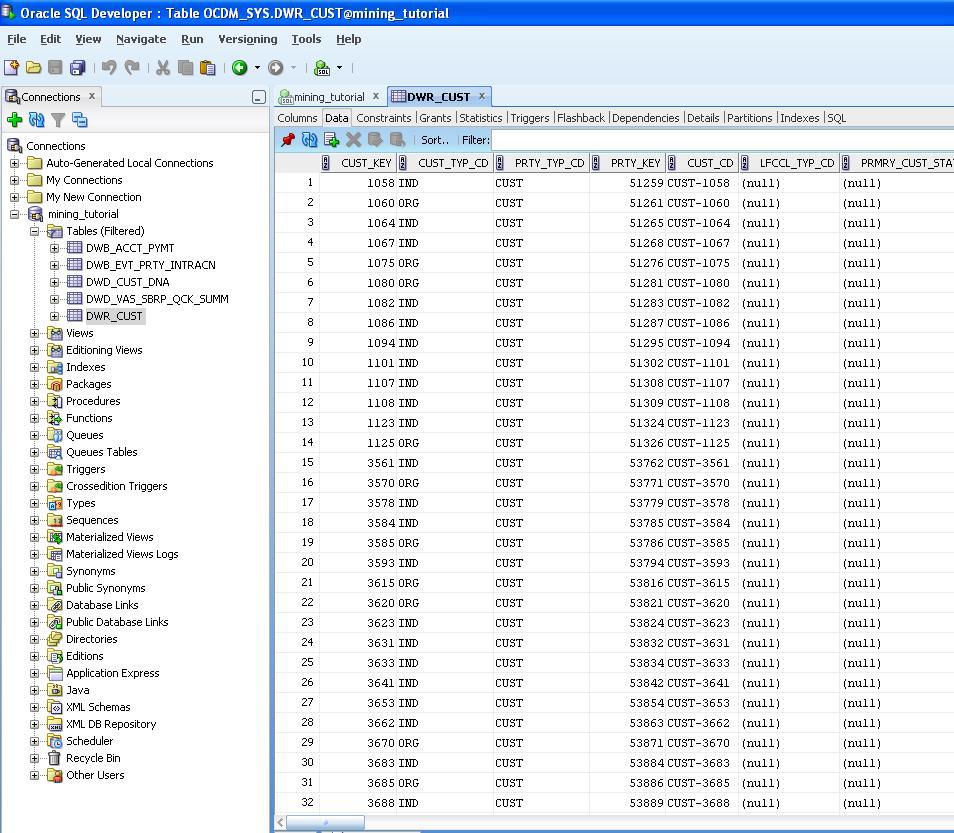 Oracle SQL Developer : Table OCDM_SYS.DWR_CUST@mining_tutorial
File Edit View Navigate Run Versioning Tools Help
Connections
Connections
Auto-Generated Local Connections
My Connections
My New Connection
mining_tutorial
Tables (Filtered)
DWB_ACCT_PYMT
DWB_EVT_PRTY_INTRACN
DWD_CUST_DNA
DWD_VAS_SBRP_QCK_SUMM
DWR_CUST
Views
Editioning Views
Indexes
Packages
Procedures
Functions
Queues
Queues Tables
Triggers
Crossedition Triggers
Types
Sequences
Materialized Views
Materialized Views Logs
Synonyms
Public Synonyms
Database Links
Public Database Links
Directories
Editions
Application Express
Java
XML Schemas
XML DB Repository
Scheduler
Recycle Bin
Other Users
mining_tutorial DWR_CUST
Columns Data Constraints Grants Statistics Triggers Flashback Dependencies Details Partitions Indexes SQL
Sort.. Filter:
CUST_KEY CUST_TYP_CD PRTY_TYP_CD PRTY_KEY CUST_CD LFCCL_TYP_CD PRMRY_CUST_STA
1 1058 IND CUST 51259 CUST-1058 (null) (null)
2 1060 ORG CUST 51261 CUST-1060 (null) (null)
3 1064 IND CUST 51265 CUST-1064 (null) (null)
4 1067 IND CUST 51268 CUST-1067 (null) (null)
5 1075 ORG CUST 51276 CUST-1075 (null) (null)
6 1080 ORG CUST 51281 CUST-1080 (null) (null)
7 1082 IND CUST 51283 CUST-1082 (null) (null)
8 1086 IND CUST 51287 CUST-1086 (null) (null)
9 1094 IND CUST 51295 CUST-1094 (null) (null)
10 1101 IND CUST 51302 CUST-1101 (null) (null)
11 1107 IND CUST 51308 CUST-1107 (null) (null)
12 1108 IND CUST 51309 CUST-1108 (null) (null)
13 1123 IND CUST 51324 CUST-1123 (null) (null)
14 1125 ORG CUST 51326 CUST-1125 (null) (null)
15 3561 IND CUST 53762 CUST-3561 (null) (null)
16 3570 ORG CUST 53771 CUST-3570 (null) (null)
17 3578 IND CUST 53779 CUST-3578 (null) (null)
18 3584 IND CUST 53785 CUST-3584 (null) (null)
19 3585 ORG CUST 53786 CUST-3585 (null) (null)
20 3593 IND CUST 53794 CUST-3593 (null) (null)
21 3615 ORG CUST 53816 CUST-3615 (null) (null)
22 3620 ORG CUST 53821 CUST-3620 (null) (null)
23 3623 IND CUST 53824 CUST-3623 (null) (null)
24 3631 IND CUST 53832 CUST-3631 (null) (null)
25 3633 IND CUST 53834 CUST-3633 (null) (null)
26 3641 IND CUST 53842 CUST-3641 (null) (null)
27 3653 IND CUST 53854 CUST-3653 (null) (null)
28 3662 IND CUST 53863 CUST-3662 (null) (null)
29 3670 ORG CUST 53871 CUST-3670 (null) (null)
30 3683 IND CUST 53884 CUST-3683 (null) (null)
31 3685 ORG CUST 53886 CUST-3685 (null) (null)
32 3688 IND CUST 53889 CUST-3688 (null) (null)